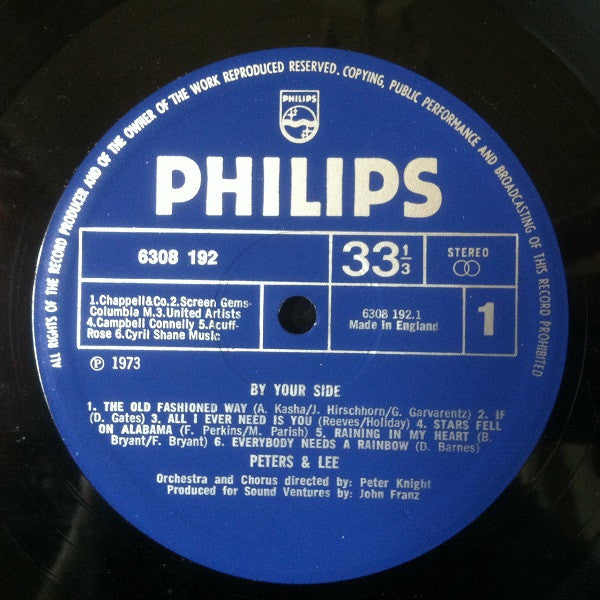 ALL RIGHTS OF THE RECORD PRODUCER AND OF THE OWNER OF THE WORK REPRODUCED RESERVED. COPYING, PUBLIC PERFORMANCE AND BROADCASTING OF THIS RECORD PROHIBITED
PHILIPS
PHILIPS
6308 192
33 1/3
STEREO
1.Chappell&Co.2.Screen Gems-
Columbia M.3.United Artists
4.Campbell Connelly 5.Acuff-
Rose 6.Cyril Shane Music
6308 192.1
Made in England
1
℗ 1973
BY YOUR SIDE
1. THE OLD FASHIONED WAY (A. Kasha/J. Hirschhorn/G. Garvarentz) 2. IF
(D. Gates) 3. ALL I EVER NEED IS YOU (Reeves/Holiday) 4. STARS FELL
ON ALABAMA (F. Perkins/M. Parish) 5. RAINING IN MY HEART (B.
Bryant/F. Bryant) 6. EVERYBODY NEEDS A RAINBOW (D. Barnes)
PETERS & LEE
Orchestra and Chorus directed by: Peter Knight
Produced for Sound Ventures by: John Franz